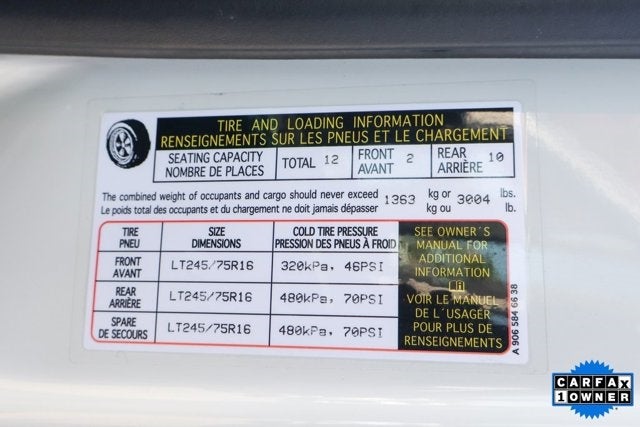 TIRE AND LOADING INFORMATION
RENSEIGNEMENTS SUR LES PNEUS ET LE CHARGEMENT
SEATING CAPACITY
NOMBRE DE PLACES
TOTAL 12
FRONT
AVANT
2
REAR
ARRIÈRE
10
The combined weight of occupants and cargo should never exceed
Le poids total des occupants et du chargement ne doit jamais dépasser
1363
kg or
kg ou
3004
lbs.
lb.
TIRE
PNEU
SIZE
DIMENSIONS
COLD TIRE PRESSURE
PRESSION DES PNEUS À FROID
FRONT
AVANT
LT245/75R16
320kPa, 46PSI
REAR
ARRIÈRE
LT245/75R16
480kPa, 70PSI
SPARE
DE SECOURS
LT245/75R16
480kPa, 70PSI
SEE OWNER´S
MANUAL FOR
ADDITIONAL
INFORMATION
VOIR LE MANUEL
DE L´USAGER
POUR PLUS DE
RENSEIGNEMENTS
A 906 584 66 38
CARFAX
1 OWNER